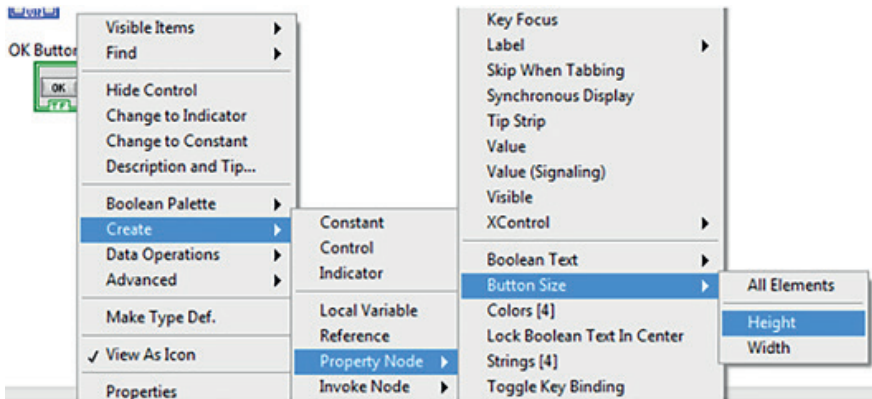 OK Button
OK
TF
Visible Items
Find
Hide Control
Change to Indicator
Change to Constant
Description and Tip...
Boolean Palette
Create
Data Operations
Advanced
Make Type Def.
✓ View As Icon
Properties
Constant
Control
Indicator
Local Variable
Reference
Property Node
Invoke Node
Key Focus
Label
Skip When Tabbing
Synchronous Display
Tip Strip
Value
Value (Signaling)
Visible
XControl
Boolean Text
Button Size
Colors [4]
Lock Boolean Text In Center
Strings [4]
Toggle Key Binding
All Elements
Height
Width